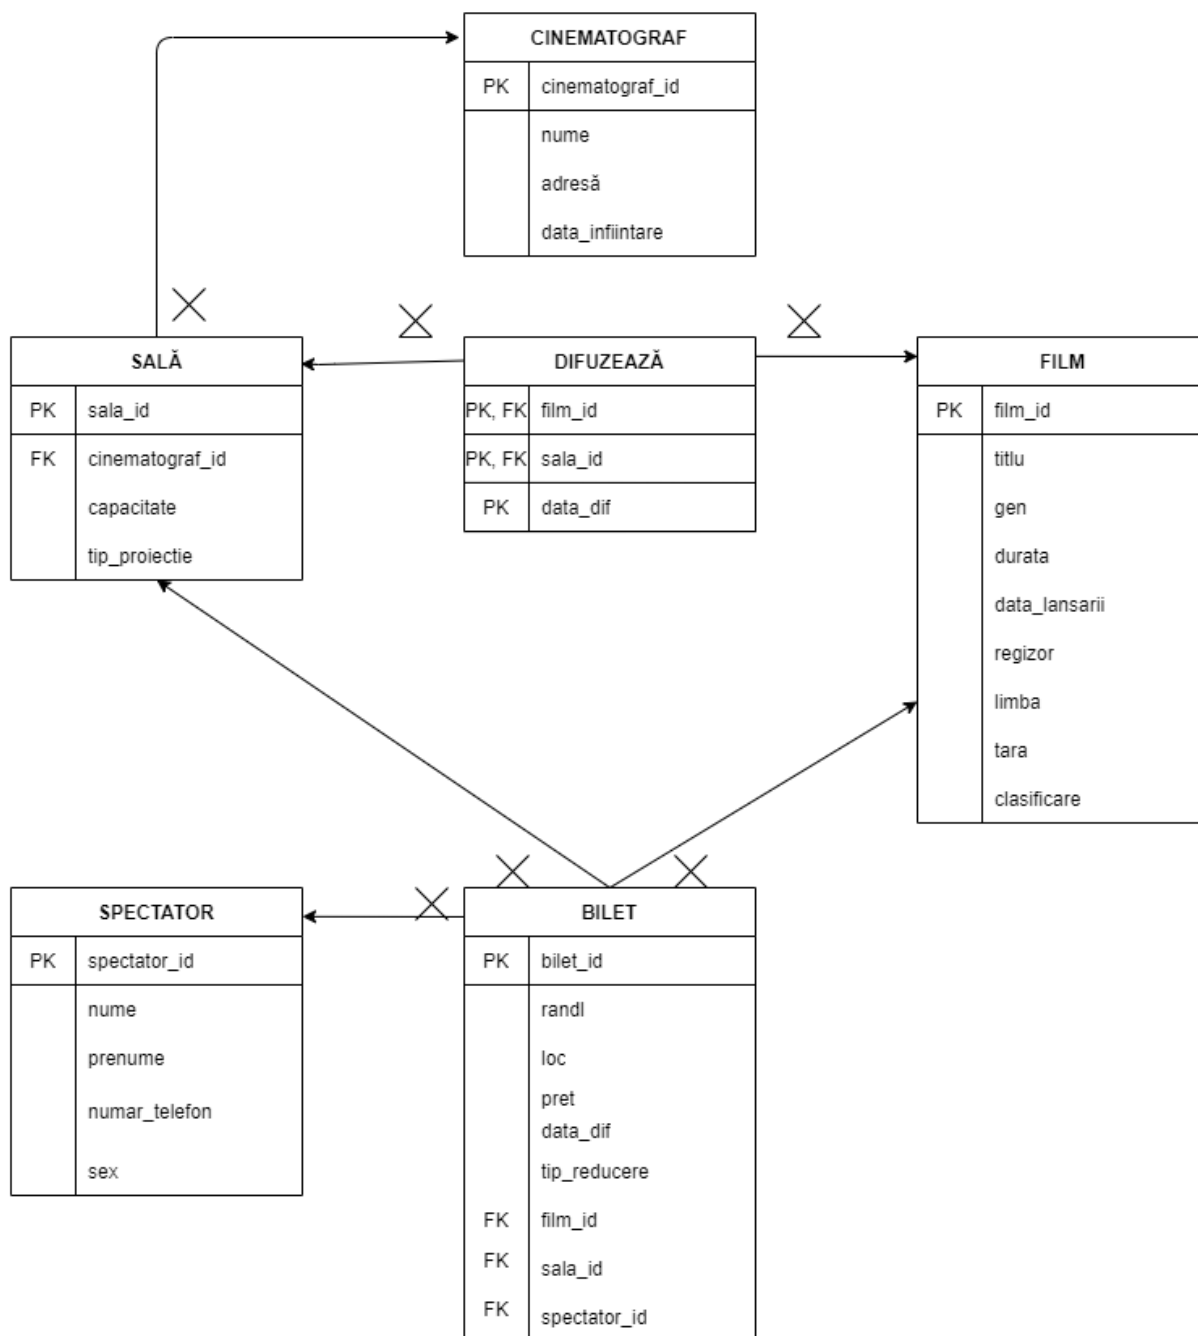 CINEMATOGRAF
PK cinematograf_id
nume
adresă
data_infiintare
SALĂ
PK sala_id
FK cinematograf_id
capacitate
tip_proiectie
DIFUZEAZĂ
PK, FK film_id
PK, FK sala_id
PK data_dif
FILM
PK film_id
titlu
gen
durata
data_lansarii
regizor
limba
tara
clasificare
SPECTATOR
PK spectator_id
nume
prenume
numar_telefon
sex
BILET
PK bilet_id
randl
loc
pret
data_dif
tip_reducere
FK film_id
FK sala_id
FK spectator_id